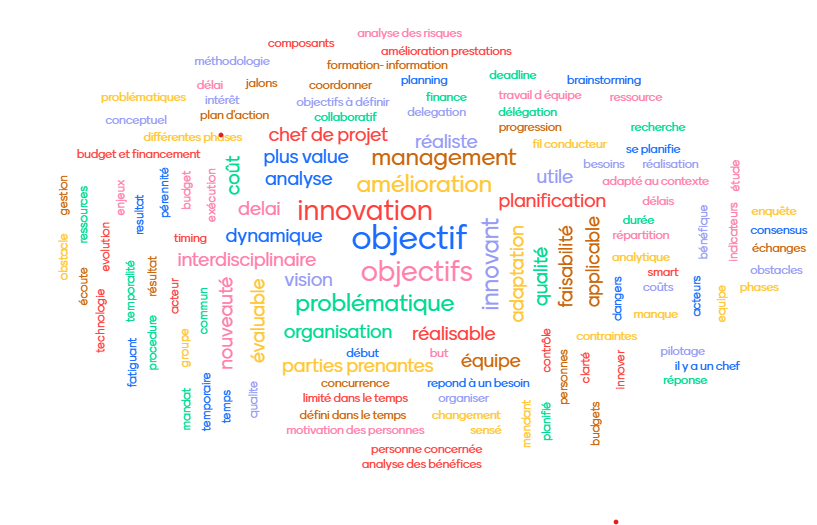 analyse des risques
composants
amélioration prestations
méthodologie
formation- information
deadline
planning
brainstorming
délai
jalons
coordonner
problématiques
intérêt
objectifs à définir
finance
travail d équipe
ressource
conceptuel
plan d'action
collaboratif
delegation
délégation
différentes phases
chef de projet
réaliste
progression
recherche
fil conducteur
budget et financement
coût
plus value
management
se planifie
besoins
réalisation
étude
gestion
ressources
enjeux
resultat
pérennité
budget
exécution
analyse
amélioration
utile
adapté au contexte
delai
innovation
planification
délais
bénéfique
indicateurs
enquête
durée
obstacle
evolution
timing
dynamique
objectif
innovant
adaptation
qualité
faisabilité
applicable
répartition
consensus
échanges
interdisciplinaire
analytique
écoute
technologie
temporalité
résultat
acteur
commun
nouveauté
évaluable
vision
objectifs
smart
obstacles
dangers
coûts
acteurs
equipe
phases
problématique
manque
fatiguant
procedure
groupe
organisation
réalisable
contrôle
contraintes
début
but
équipe
personnes
clarté
innover
pilotage
parties prenantes
il y a un chef
réponse
mandat
temporaire
temps
qualite
concurrence
repond à un besoin
limité dans le temps
organiser
mendant
planifié
budgets
défini dans le temps
changement
motivation des personnes
sensé
personne concernée
analyse des bénéfices